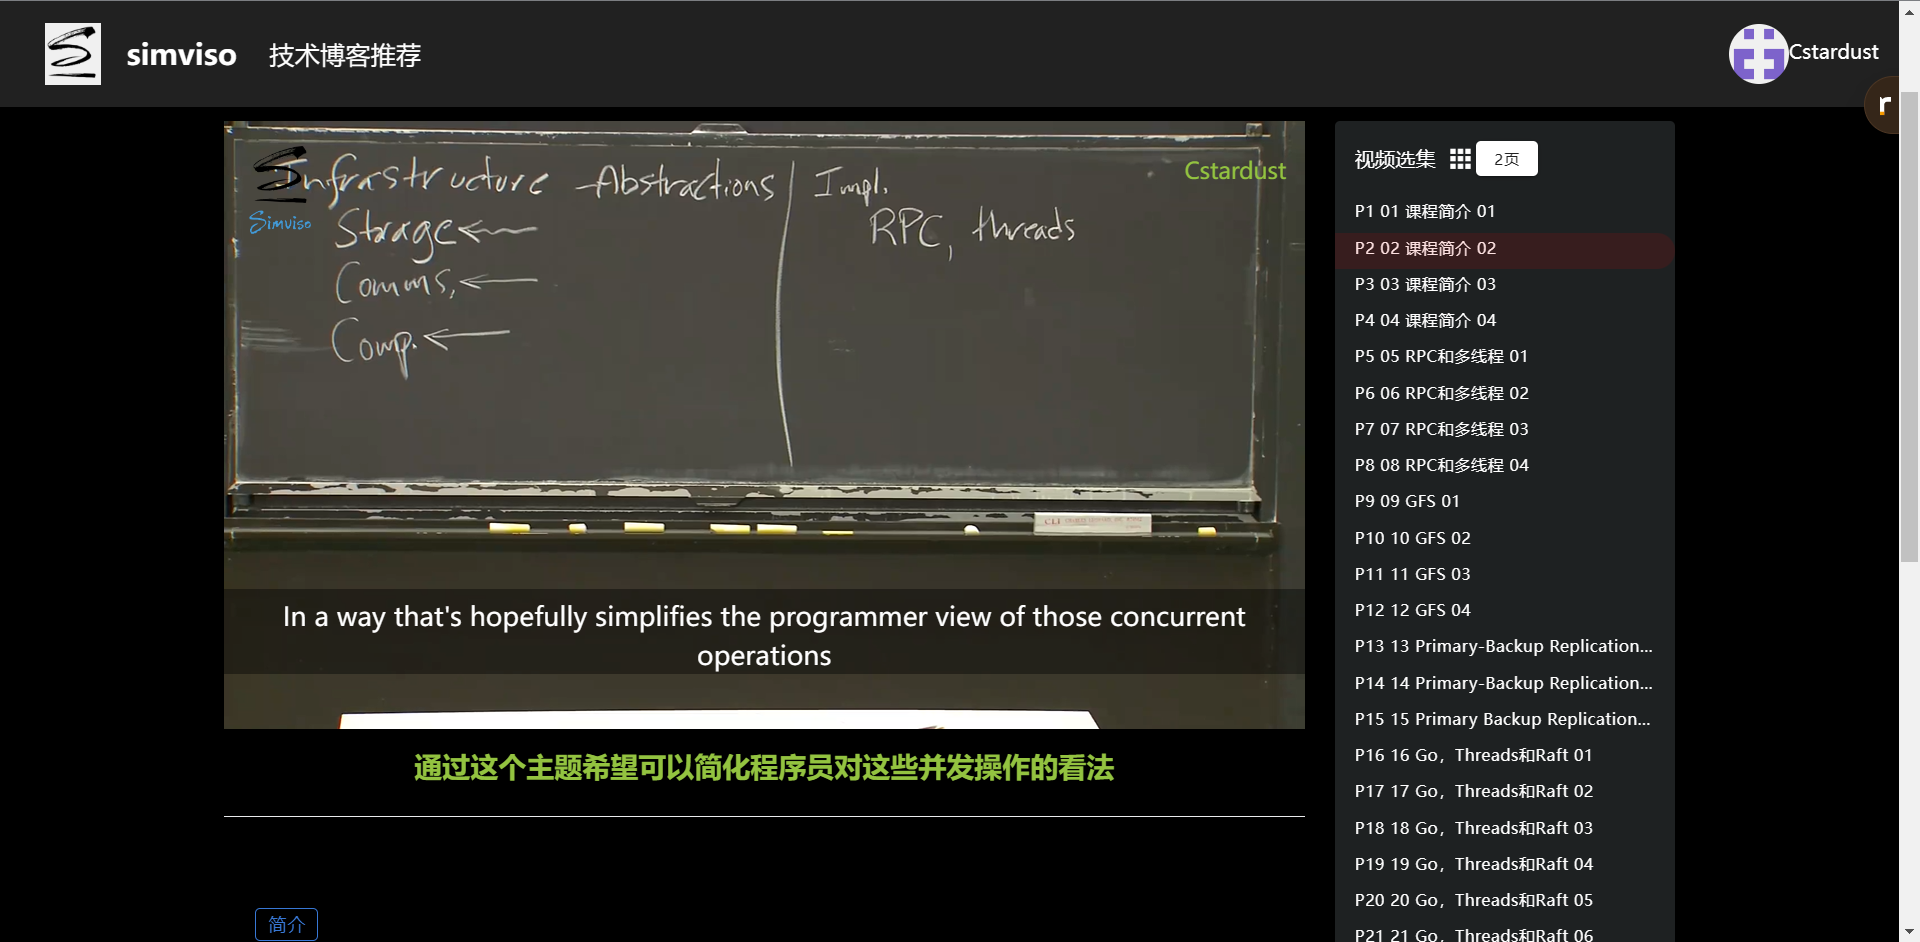 simviso 技术博客推荐
Cstardust
r
Infrastructure - Abstractions
Simviso
Storage
Comms.
Comp.
Impl.
RPC, threads
Cstardust
In a way that's hopefully simplifies the programmer view of those concurrent
operations
通过这个主题希望可以简化程序员对这些并发操作的看法
简介
视频选集 2页
P1 01 课程简介 01
P2 02 课程简介 02
P3 03 课程简介 03
P4 04 课程简介 04
P5 05 RPC和多线程 01
P6 06 RPC和多线程 02
P7 07 RPC和多线程 03
P8 08 RPC和多线程 04
P9 09 GFS 01
P10 10 GFS 02
P11 11 GFS 03
P12 12 GFS 04
P13 13 Primary-Backup Replication...
P14 14 Primary-Backup Replication...
P15 15 Primary Backup Replication...
P16 16 Go，Threads和Raft 01
P17 17 Go，Threads和Raft 02
P18 18 Go，Threads和Raft 03
P19 19 Go，Threads和Raft 04
P20 20 Go，Threads和Raft 05
P21 21 Go，Threads和Raft 06